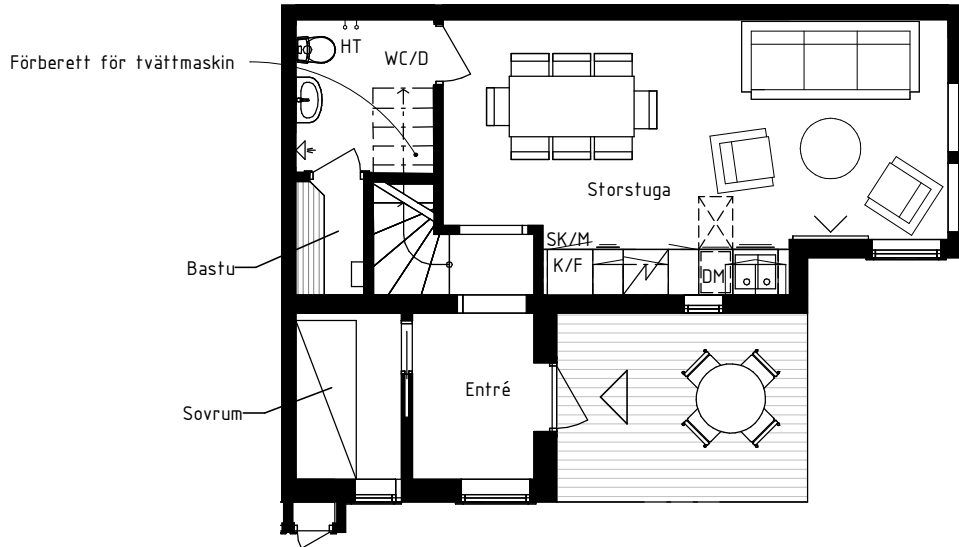 HT
WC/D
Förberett för tvättmaskin
Storstuga
SK/M
K/F
DM
Bastu
Entré
Sovrum